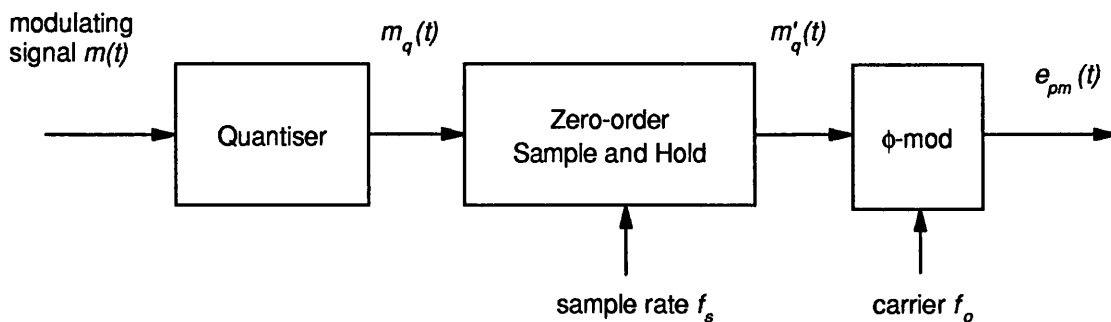 modulating
signal m(t)
m_q(t)
m'_q(t)
e_pm(t)
Quantiser
Zero-order
Sample and Hold
ϕ-mod
sample rate f_s
carrier f_o